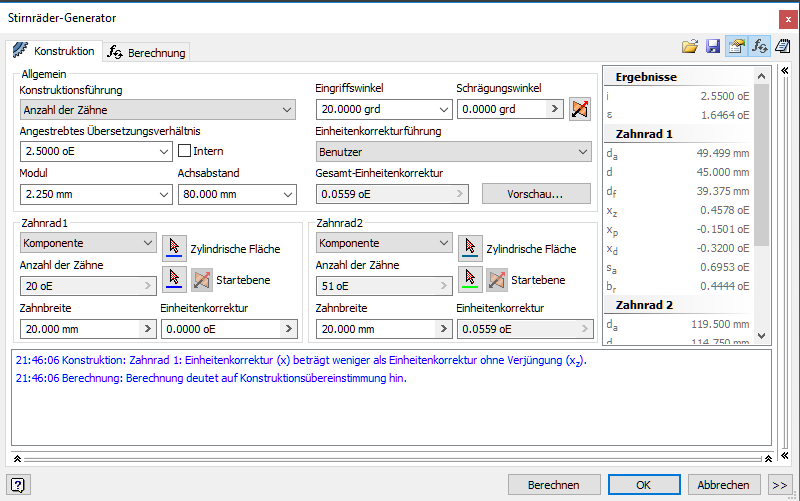 Stirnräder-Generator
Konstruktion
Berechnung
Allgemein
Konstruktionsführung
Anzahl der Zähne
Eingriffswinkel
20.0000 grd
Schrägungswinkel
0.0000 grd
Angestrebtes Übersetzungsverhältnis
2.5000 oE
Intern
Einheitenkorrekturführung
Benutzer
Modul
2.250 mm
Achsabstand
80.000 mm
Gesamt-Einheitenkorrektur
0.0559 oE
Vorschau...
Zahnrad1
Komponente
Zylindrische Fläche
Anzahl der Zähne
20 oE
Startebene
Zahnbreite
20.000 mm
Einheitenkorrektur
0.0000 oE
Zahnrad2
Komponente
Zylindrische Fläche
Anzahl der Zähne
51 oE
Startebene
Zahnbreite
20.000 mm
Einheitenkorrektur
0.0559 oE
Ergebnisse
i 2.5500 oE
ε 1.6464 oE
Zahnrad 1
da 49.499 mm
d 45.000 mm
df 39.375 mm
xz 0.4578 oE
xp -0.1501 oE
xd -0.3200 oE
sa 0.6953 oE
br 0.4444 oE
Zahnrad 2
da 119.500 mm
d 114.750 mm
21:46:06 Konstruktion: Zahnrad 1: Einheitenkorrektur (x) beträgt weniger als Einheitenkorrektur ohne Verjüngung (xz).
21:46:06 Berechnung: Berechnung deutet auf Konstruktionsübereinstimmung hin.
Berechnen
OK
Abbrechen
>>